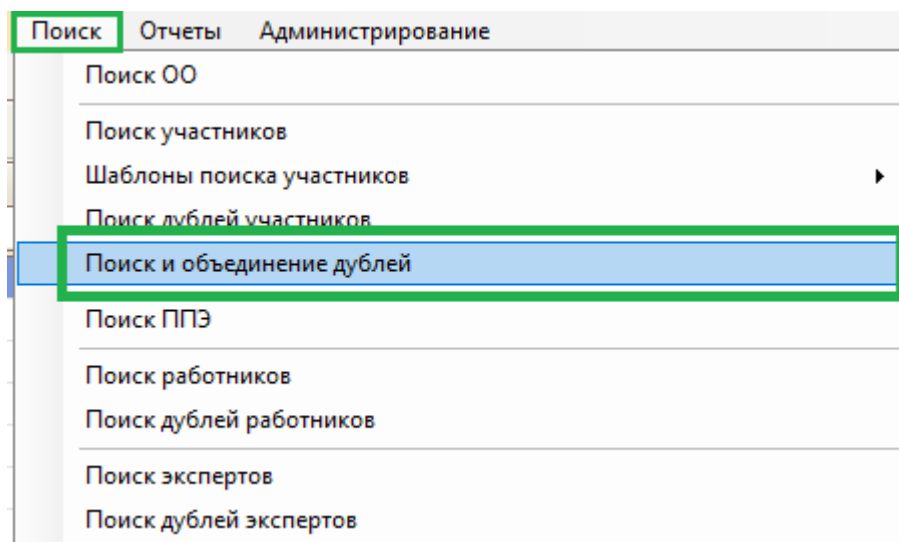 Поиск Отчеты Администрирование
Поиск ОО
Поиск участников
Шаблоны поиска участников
Поиск дублей участников
Поиск и объединение дублей
Поиск ППЭ
Поиск работников
Поиск дублей работников
Поиск экспертов
Поиск дублей экспертов